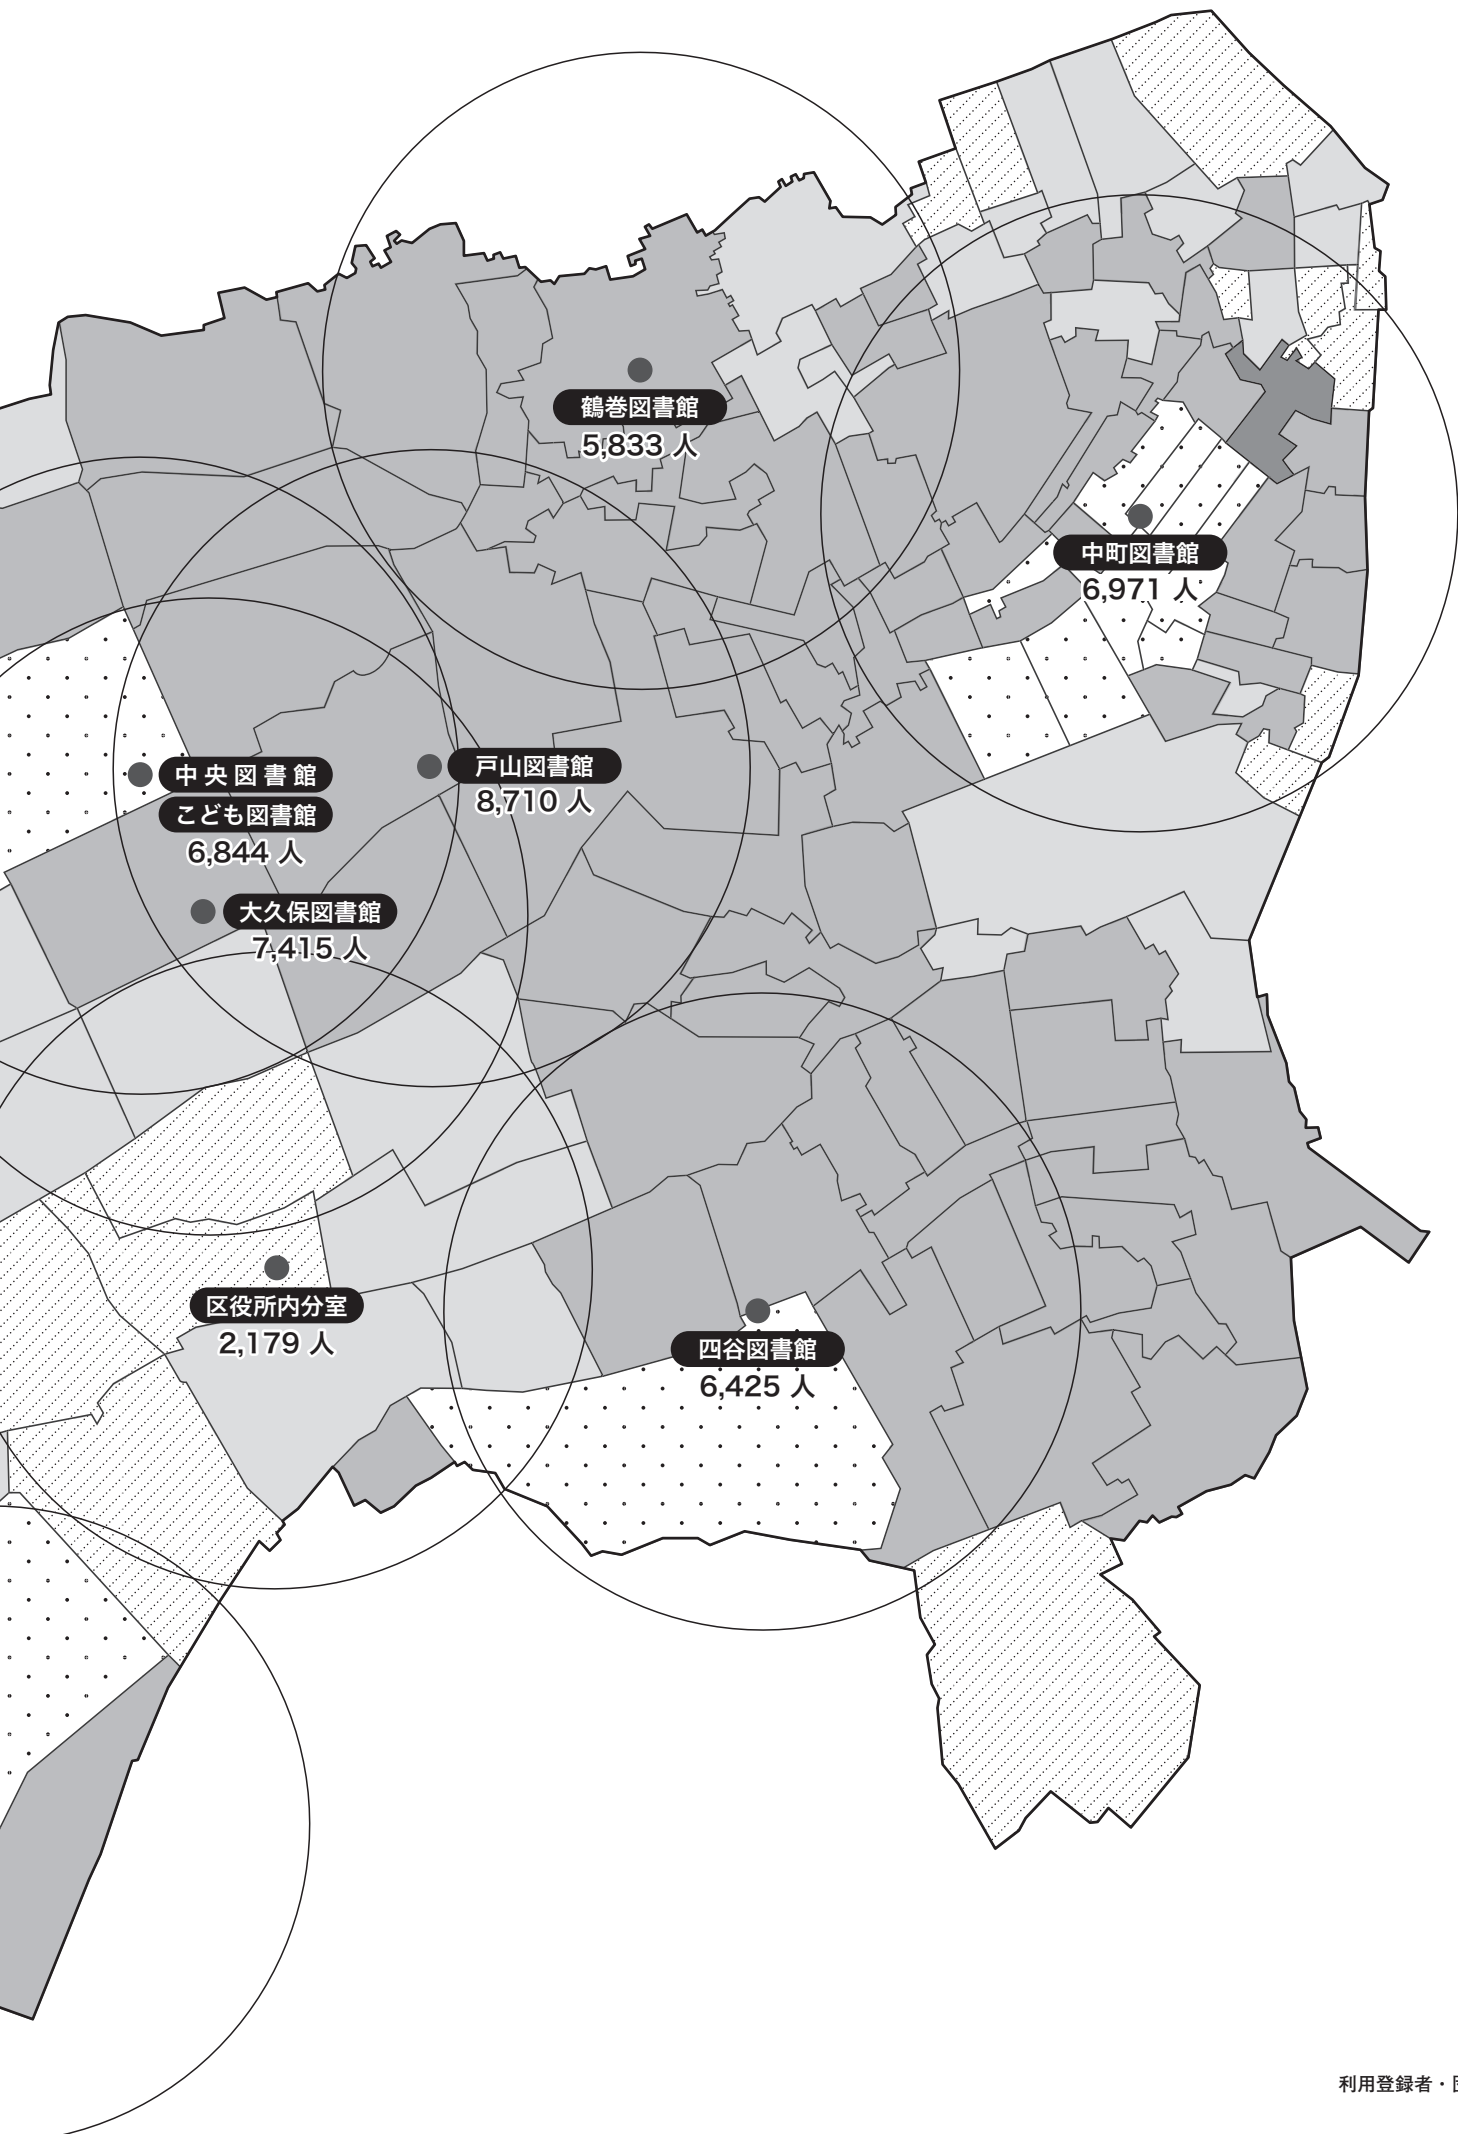 鶴巻図書館
5,833 人
中町図書館
6,971 人
中央図書館
こども図書館
6,844 人
戸山図書館
8,710 人
大久保図書館
7,415 人
区役所内分室
2,179 人
四谷図書館
6,425 人
利用登録者・